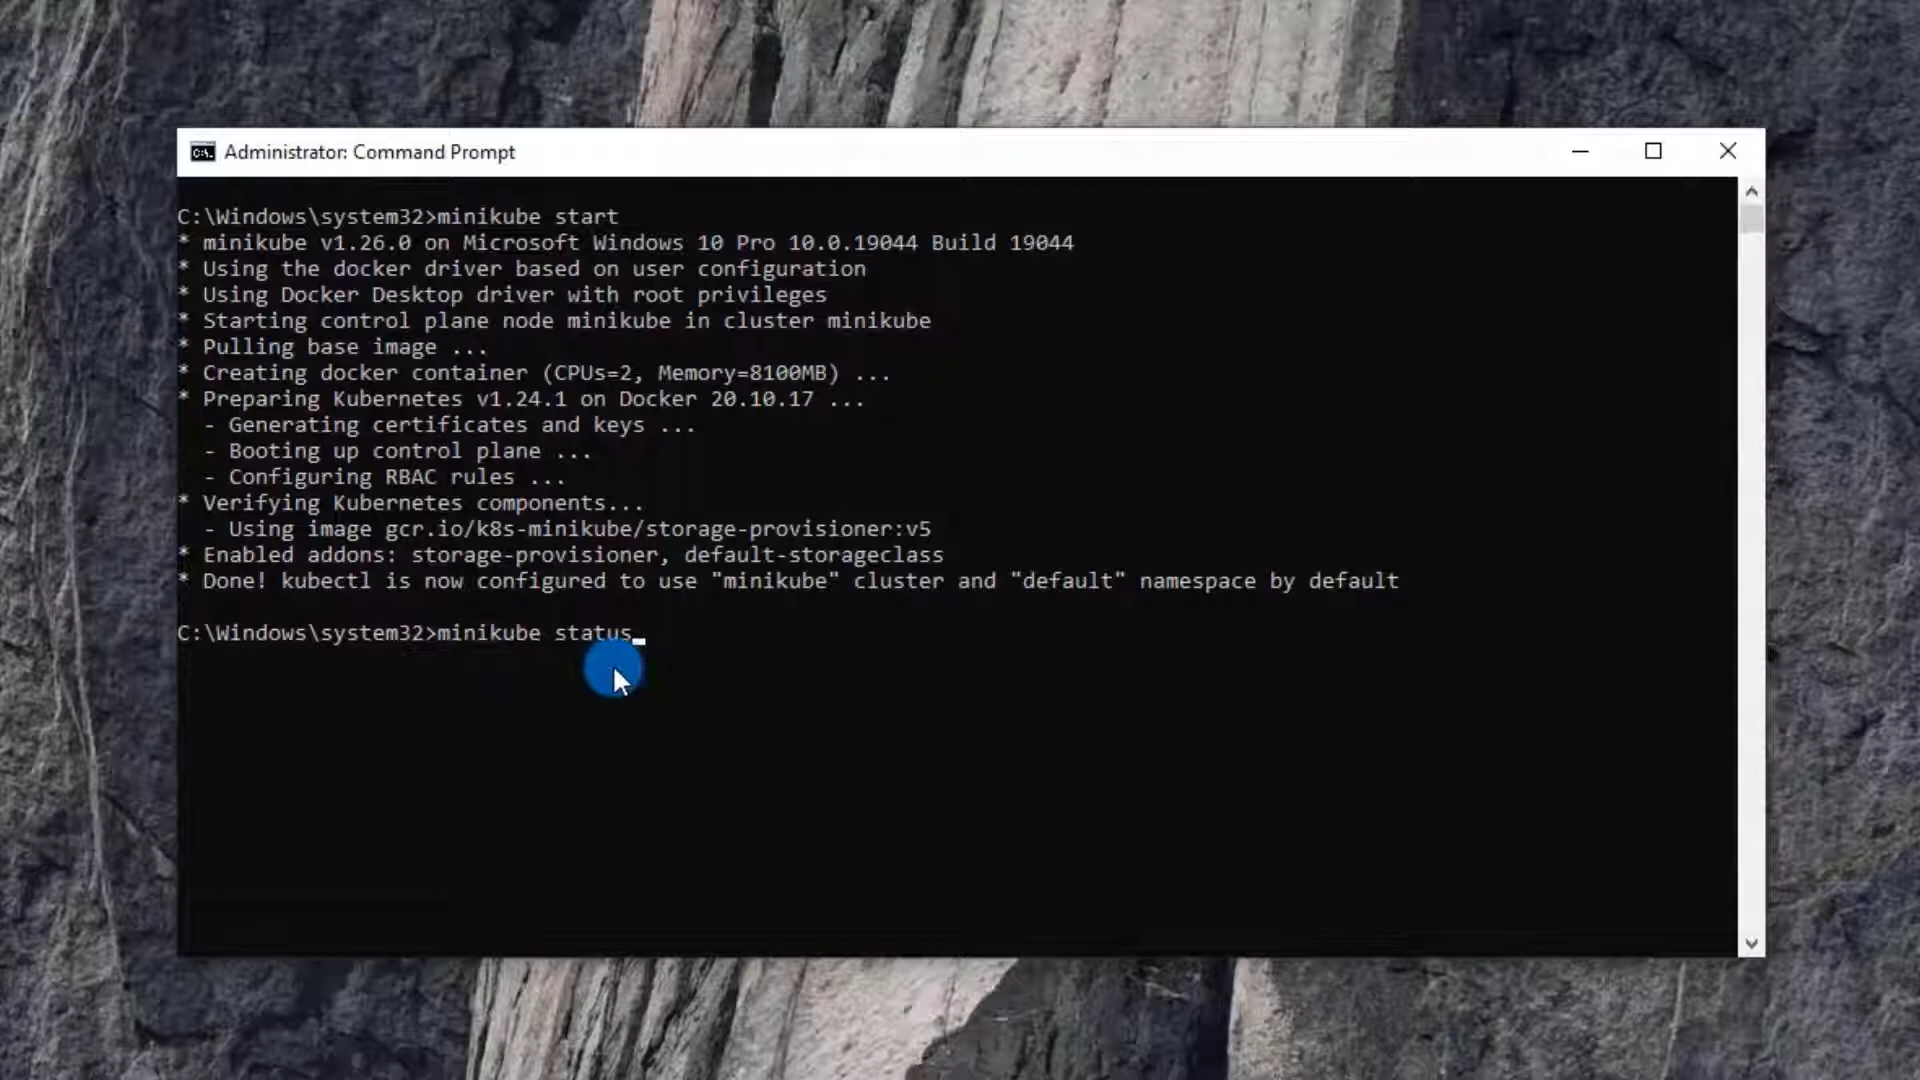 Administrator: Command Prompt
C:\Windows\system32>minikube start
* minikube v1.26.0 on Microsoft Windows 10 Pro 10.0.19044 Build 19044
* Using the docker driver based on user configuration
* Using Docker Desktop driver with root privileges
* Starting control plane node minikube in cluster minikube
* Pulling base image ...
* Creating docker container (CPUs=2, Memory=8100MB) ...
* Preparing Kubernetes v1.24.1 on Docker 20.10.17 ...
  - Generating certificates and keys ...
  - Booting up control plane ...
  - Configuring RBAC rules ...
* Verifying Kubernetes components...
  - Using image gcr.io/k8s-minikube/storage-provisioner:v5
* Enabled addons: storage-provisioner, default-storageclass
* Done! kubectl is now configured to use "minikube" cluster and "default" namespace by default
C:\Windows\system32>minikube status